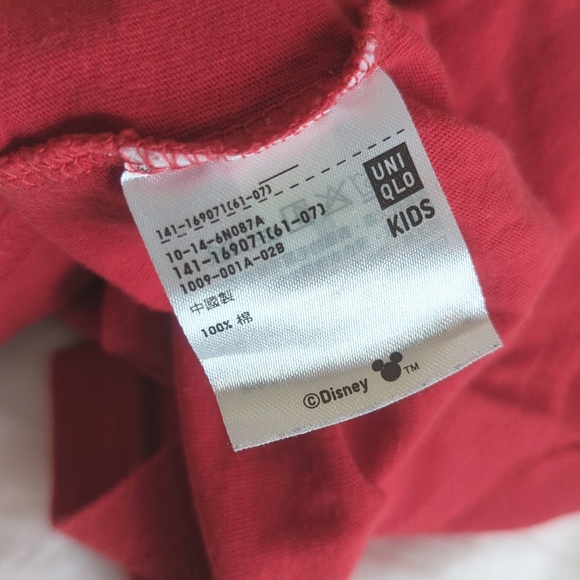 141-169071(61-07)
10-14-6N087A
141-169071(61-07)
1009-001A-02B
中國製
100% 棉
UNI
QLO
KIDS
©Disney TM